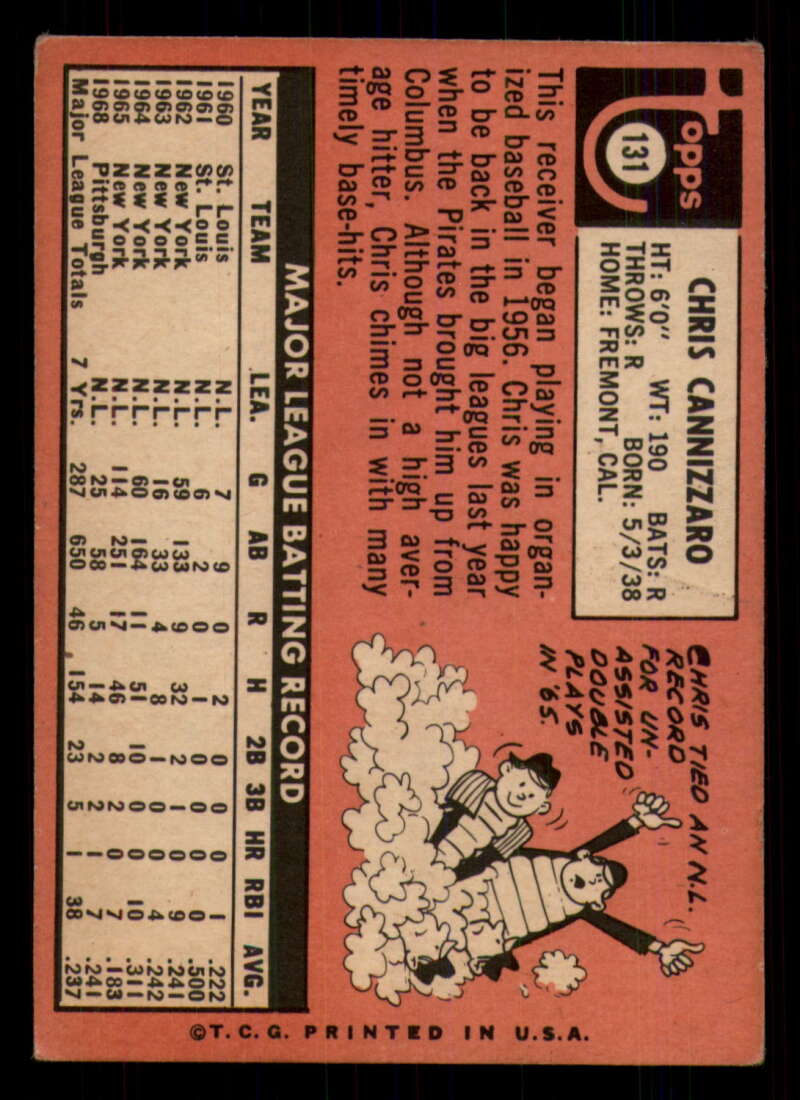 Topps
131
CHRIS CANNIZZARO
HT: 6'0" WT: 190 BATS: R
THROWS: R BORN: 5/3/38
HOME: FREMONT, CAL.
This receiver began playing in organ-
ized baseball in 1956. Chris was happy
to be back in the big leagues last year
when the Pirates brought him up from
Columbus. Although not a high aver-
age hitter, Chris chimes in with many
timely base-hits.
CHRIS TIED AN N.L.
RECORD
FOR UN-
ASSISTED
DOUBLE
PLAYS
IN '65.
MAJOR LEAGUE BATTING RECORD
YEAR TEAM LEA. G AB R H 2B 3B HR RBI AVG.
1960 St. Louis N.L. 7 9 0 2 0 0 0 1 .222
1961 St. Louis N.L. 6 2 0 1 0 0 0 0 .500
1962 New York N.L. 59 133 9 32 2 1 0 9 .241
1963 New York N.L. 16 33 4 8 1 0 0 4 .242
1964 New York N.L. 60 164 11 51 10 0 0 10 .311
1965 New York N.L. 114 251 17 46 8 2 0 7 .183
1968 Pittsburgh N.L. 25 58 5 14 2 2 1 7 .241
Major League Totals 7 Yrs. 287 650 46 154 23 5 1 38 .237
©T.C.G. PRINTED IN U.S.A.